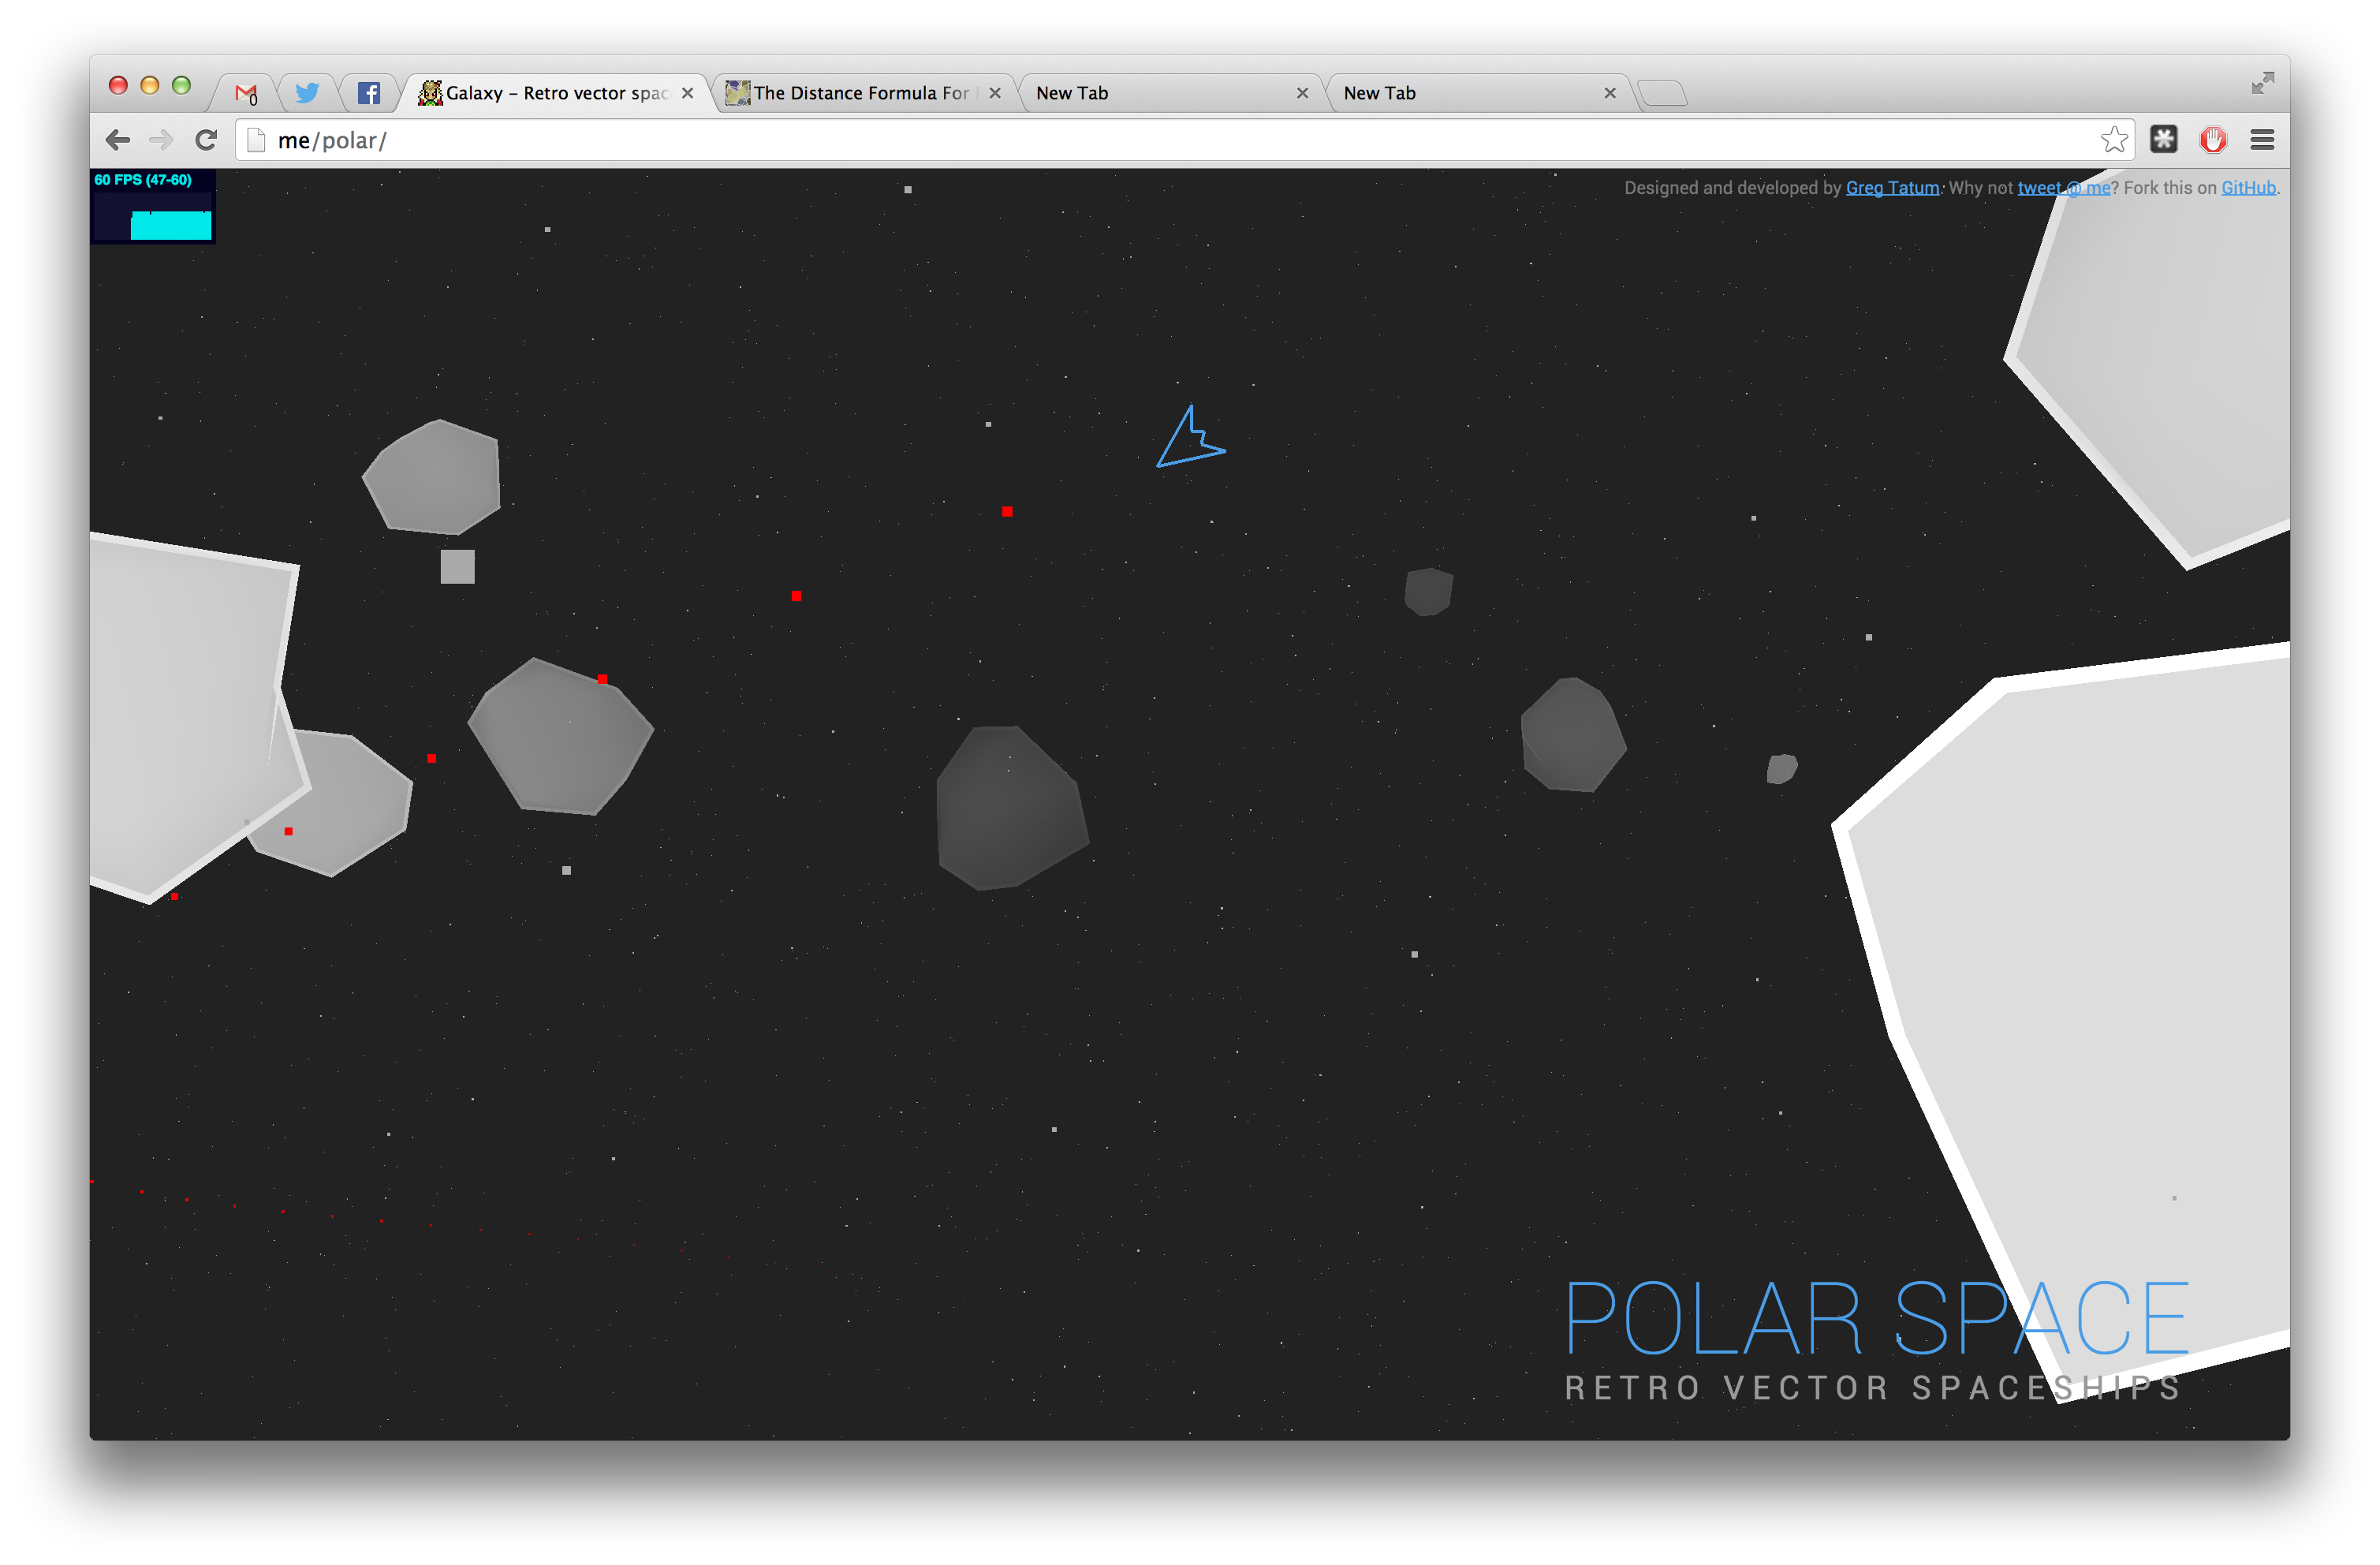 0
Galaxy – Retro vector spac
The Distance Formula For
New Tab
New Tab
me/polar/
60 FPS (47-60)
Designed and developed by Greg Tatum. Why not tweet @ me? Fork this on GitHub.
POLAR SPACE
RETRO VECTOR SPACESHIPS